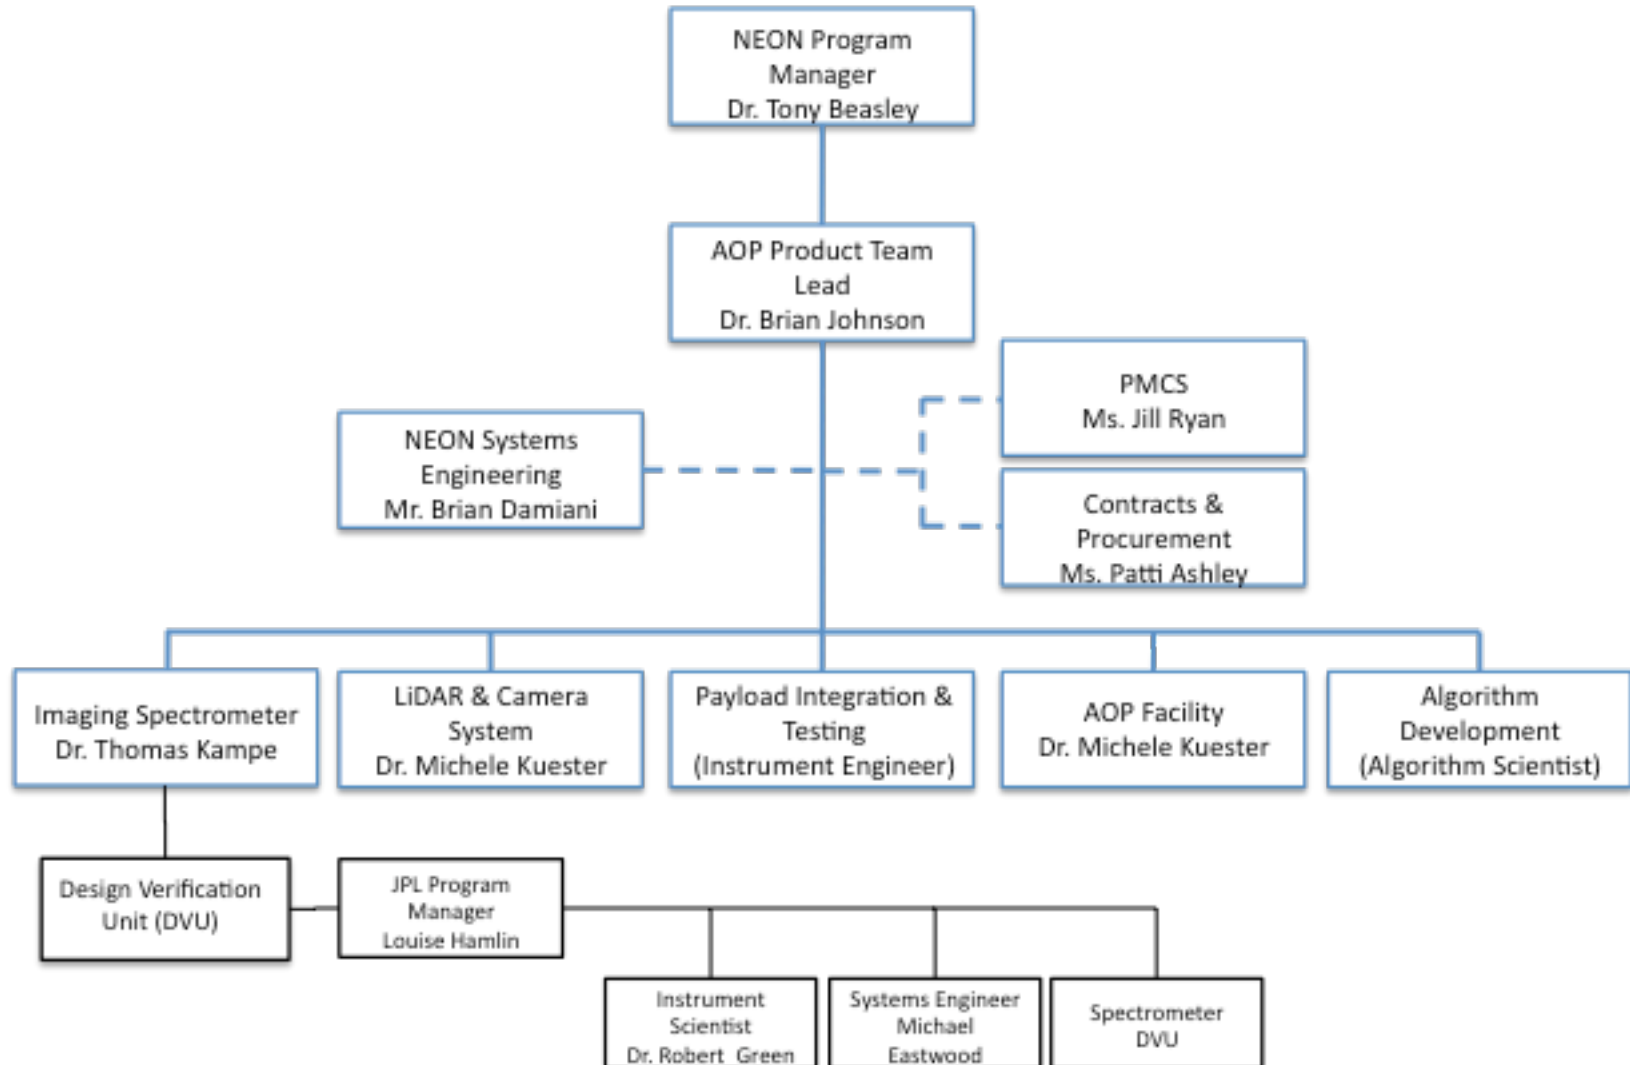 NEON Program
Manager
Dr. Tony Beasley
AOP Product Team
Lead
Dr. Brian Johnson
PMCS
Ms. Jill Ryan
NEON Systems
Engineering
Mr. Brian Damiani
Contracts &
Procurement
Ms. Patti Ashley
Imaging Spectrometer
Dr. Thomas Kampe
LiDAR & Camera
System
Dr. Michele Kuester
Payload Integration &
Testing
(Instrument Engineer)
AOP Facility
Dr. Michele Kuester
Algorithm
Development
(Algorithm Scientist)
Design Verification
Unit (DVU)
JPL Program
Manager
Louise Hamlin
Instrument
Scientist
Dr. Robert Green
Systems Engineer
Michael
Eastwood
Spectrometer
DVU